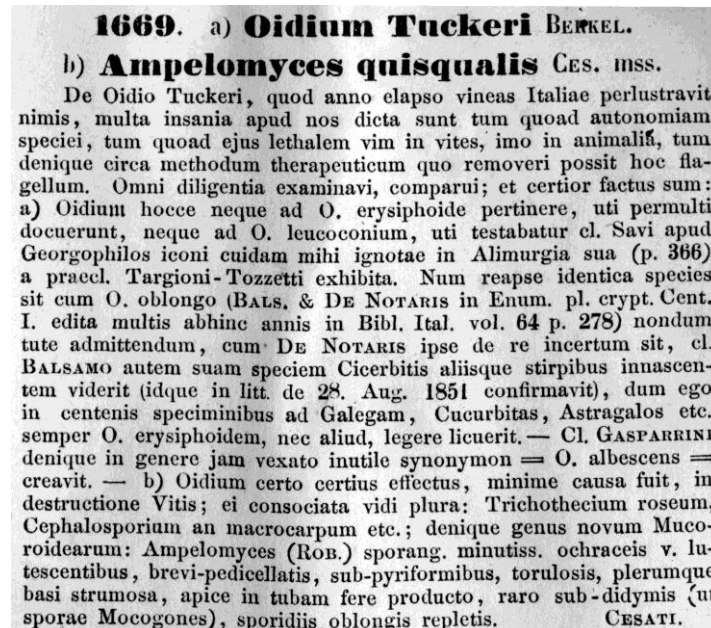 1669. a) Oidium Tuckeri BERKEL.
b) Ampelomyces quisqualis CES. mss.
De Oidio Tuckeri, quod anno elapso vineas Italiae perlustravit
nimis, multa insania apud nos dicta sunt tum quoad autonomiam
speciei, tum quoad ejus lethalem vim in vites, imo in animalia, tum
denique circa methodum therapeuticum quo removeri possit hoc fla-
gellum. Omni diligentia examinavi, comparui; et certior factus sum:
a) Oidium hocce neque ad O. erysiphoide pertinere, uti permulti
docuerunt, neque ad O. leucoconium, uti testabatur cl. Savi apud
Georgophilos iconi cuidam mihi ignotae in Alimurgia sua (p. 366)
a praecl. Targioni-Tozzetti exhibita. Num reapse identica species
sit cum O. oblongo (BALS. & DE NOTARIS in Enum. pl. crypt. Cent.
I. edita multis abhinc annis in Bibl. Ital. vol. 64 p. 278) nondum
tute admittendum, cum DE NOTARIS ipse de re incertum sit, cl.
BALSAMO autem suam speciem Cicerbitis aliisque stirpibus innascen-
tem viderit (idque in litt. de 28. Aug. 1851 confirmavit), dum ego
in centenis speciminibus ad Galegam, Cucurbitas, Astragalos etc.
semper O. erysiphoidem, nec aliud, legere licuerit. — Cl. GASPARRINI
denique in genere jam vexato inutile synonymon = O. albescens =
creavit. — b) Oidium certo certius effectus, minime causa fuit, in
destructione Vitis; ei consociata vidi plura: Trichothecium roseum,
Cephalosporium an macrocarpum etc.; denique genus novum Muco-
roidearum: Ampelomyces (ROB.) sporang. minutiss. ochraceis v. lu-
tescentibus, brevi-pedicellatis, sub-pyriformibus, torulosis, plerumque
basi strumosa, apice in tubam fere producto, raro sub-didymis (ut
sporae Mocogones), sporidiis oblongis repletis. CESATI.